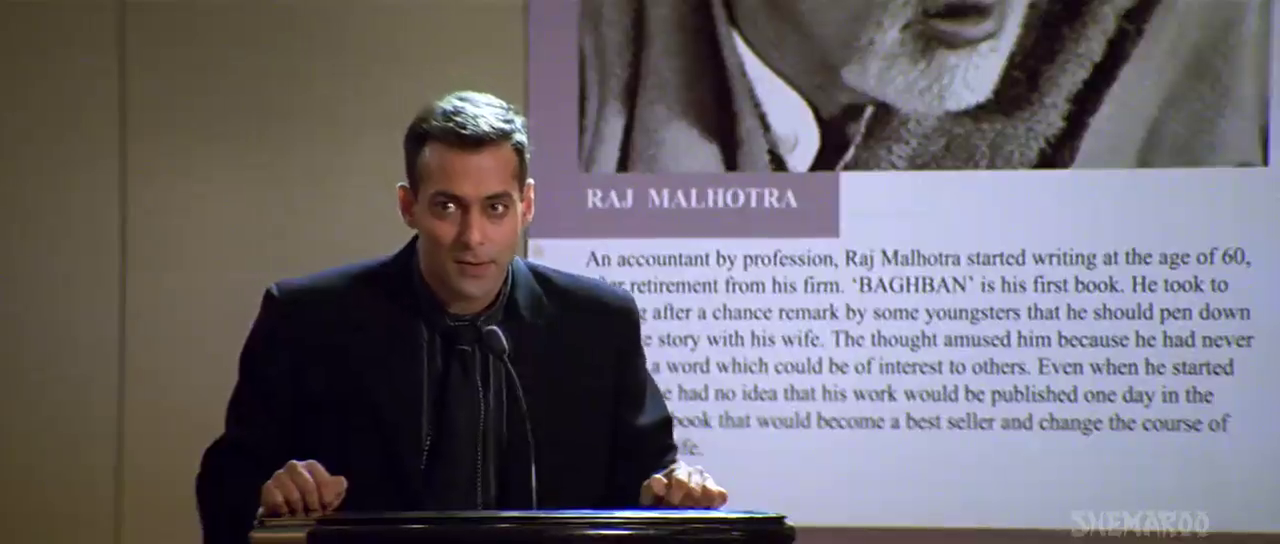 RAJ MALHOTRA
An accountant by profession, Raj Malhotra started writing at the age of 60,
retirement from his firm. ‘BAGHBAN’ is his first book. He took to
after a chance remark by some youngsters that he should pen down
story with his wife. The thought amused him because he had never
a word which could be of interest to others. Even when he started
had no idea that his work would be published one day in the
book that would become a best seller and change the course of
SHEMAROO